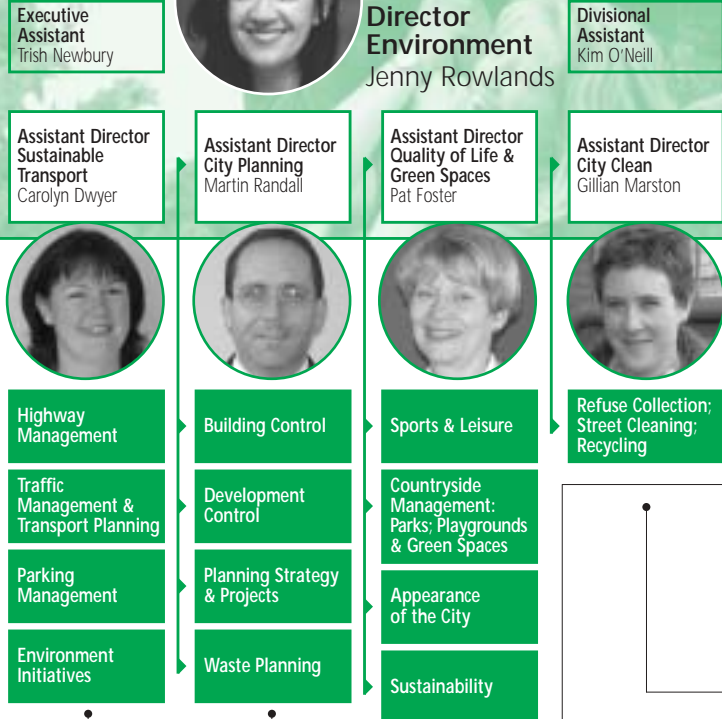 Executive
Assistant
Trish Newbury
Director
Environment
Jenny Rowlands
Divisional
Assistant
Kim O'Neill
Assistant Director
Sustainable
Transport
Carolyn Dwyer
Assistant Director
City Planning
Martin Randall
Assistant Director
Quality of Life &
Green Spaces
Pat Foster
Assistant Director
City Clean
Gillian Marston
Highway
Management
Traffic
Management &
Transport Planning
Parking
Management
Environment
Initiatives
Building Control
Development
Control
Planning Strategy
& Projects
Waste Planning
Sports & Leisure
Countryside
Management:
Parks; Playgrounds
& Green Spaces
Appearance
of the City
Sustainability
Refuse Collection;
Street Cleaning;
Recycling